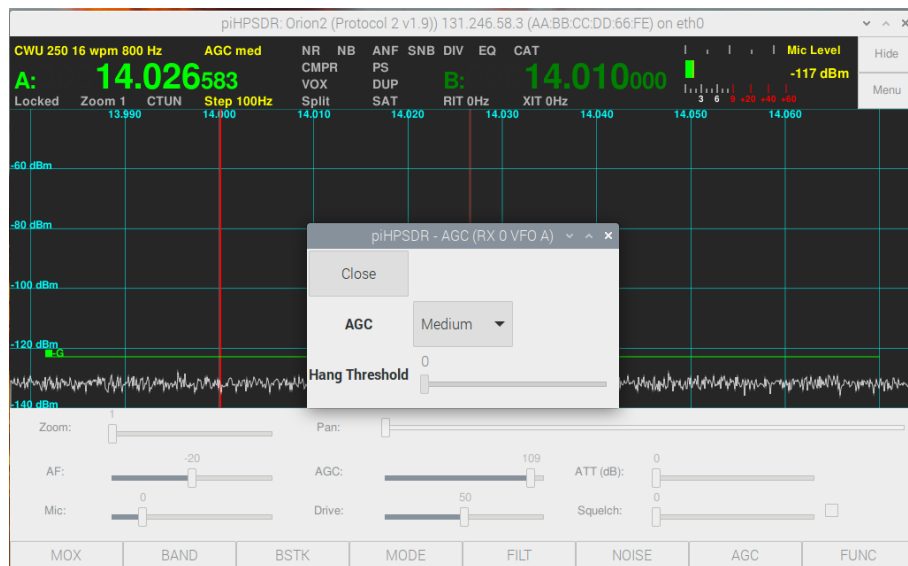 piHPSDR: Orion2 (Protocol 2 v1.9)) 131.246.58.3 (AA:BB:CC:DD:66:FE) on eth0
CWU 250 16 wpm 800 Hz AGC med NR NB ANF SNB DIV EQ CAT Mic Level Hide
CMPR PS
A: 14.026583 VOX DUP B: 14.010000 -117 dBm Menu
Locked Zoom 1 CTUN Step 100Hz Split SAT RIT 0Hz XIT 0Hz 3 6 9 +20 +40 +60
13.990 14.000 14.010 14.020 14.030 14.040 14.050 14.060
-60 dBm
-80 dBm
-100 dBm
-120 dBm
-G
-140 dBm
piHPSDR - AGC (RX 0 VFO A)
Close
AGC Medium
0
Hang Threshold
1
Zoom: Pan:
-20 109 0
AF: AGC: ATT (dB):
0 50 0
Mic: Drive: Squelch:
MOX BAND BSTK MODE FILT NOISE AGC FUNC